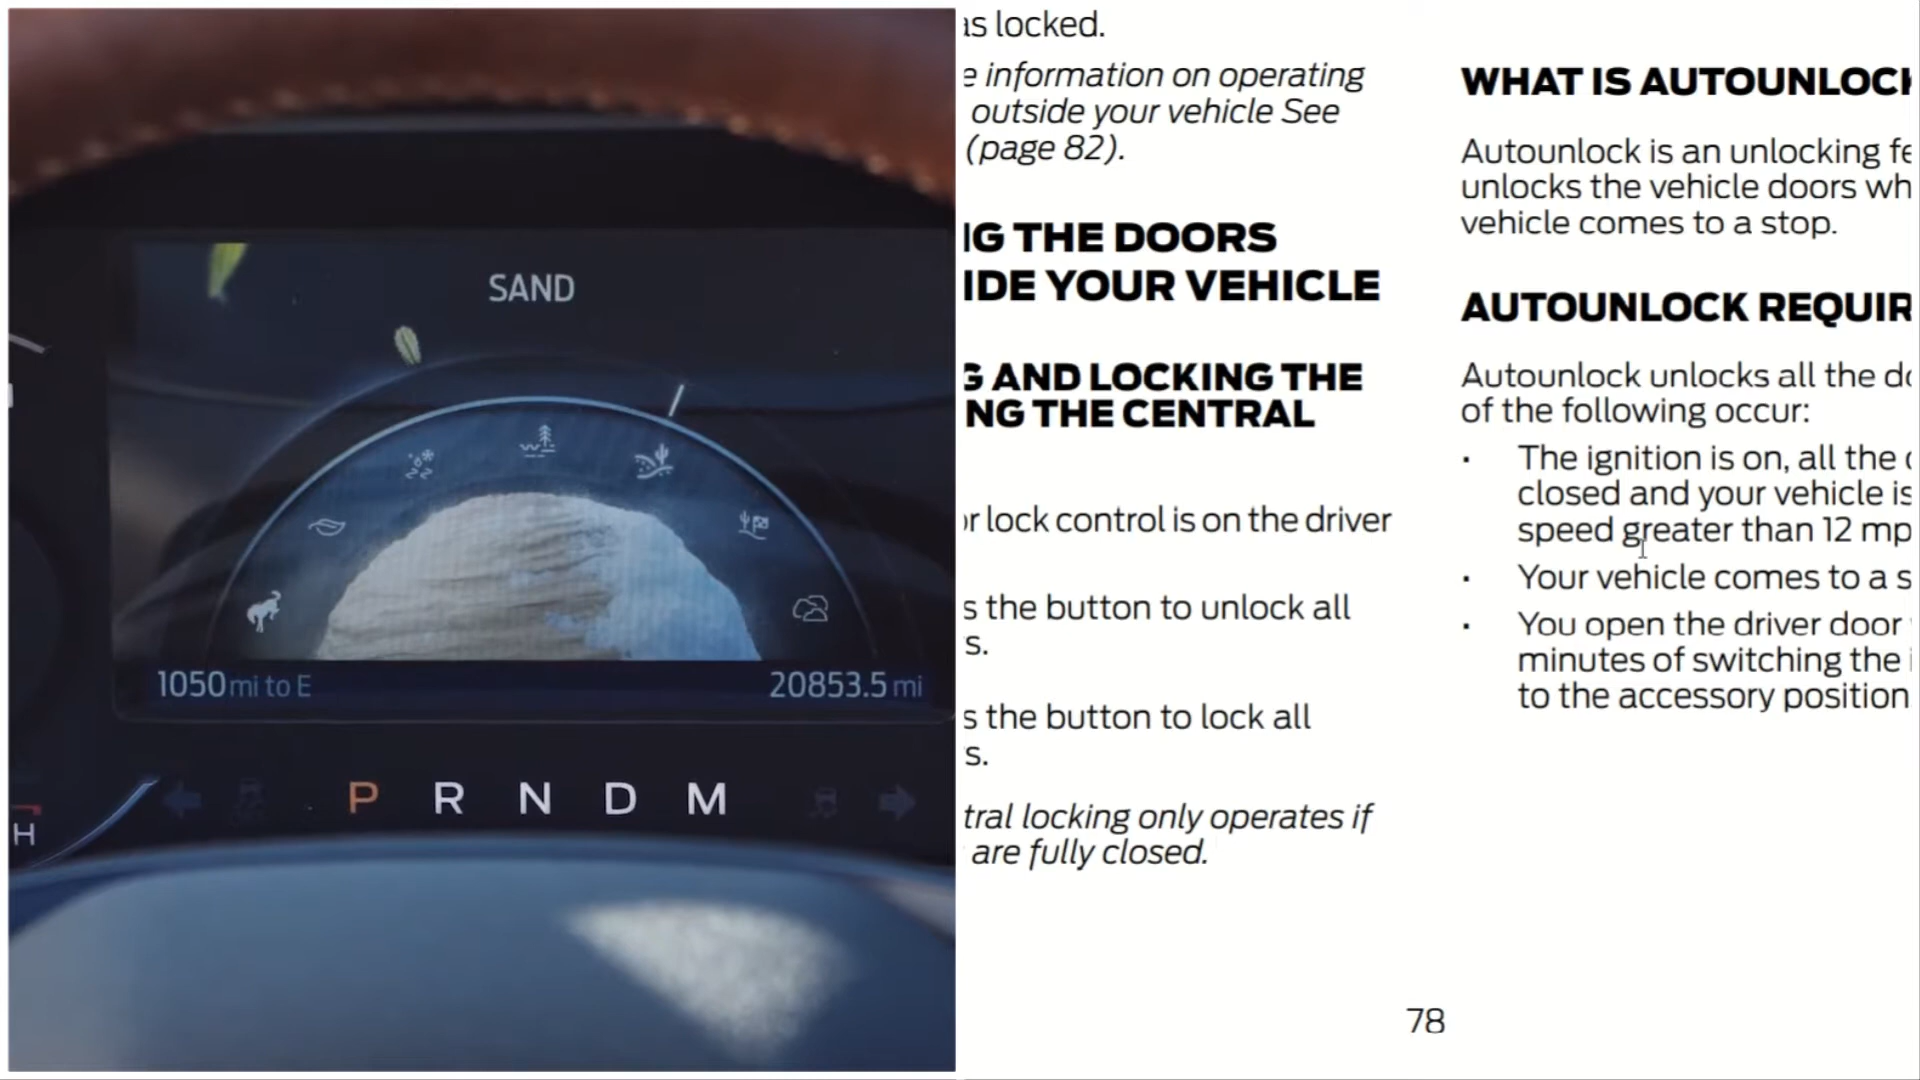 SAND
1050 mi to E
20853.5 mi
P R N D M
H
as locked.
e information on operating
outside your vehicle See
(page 82).
IG THE DOORS
IDE YOUR VEHICLE
G AND LOCKING THE
NG THE CENTRAL
or lock control is on the driver
s the button to unlock all
s.
s the button to lock all
s.
tral locking only operates if
are fully closed.
WHAT IS AUTOUNLOCK
Autounlock is an unlocking fe
unlocks the vehicle doors wh
vehicle comes to a stop.
AUTOUNLOCK REQUIR
Autounlock unlocks all the do
of the following occur:
· The ignition is on, all the
closed and your vehicle is
speed greater than 12 mp
· Your vehicle comes to a s
· You open the driver door
minutes of switching the
to the accessory position
78